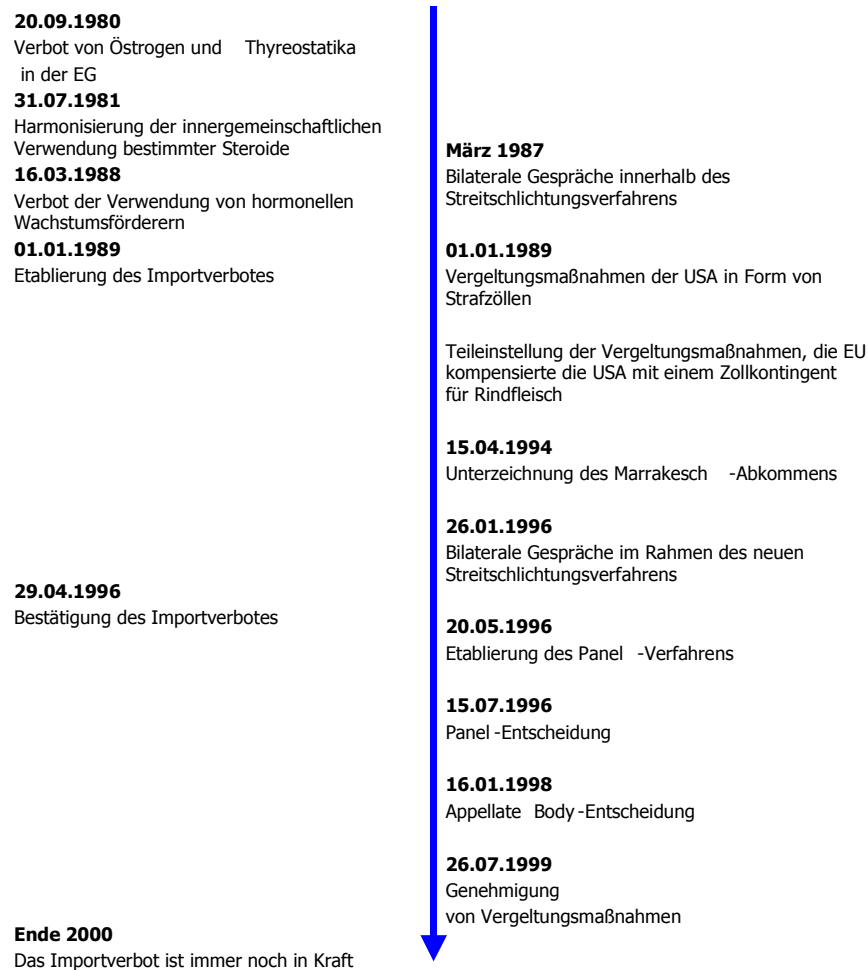 20.09.1980
Verbot von Östrogen und Thyreostatika
in der EG
31.07.1981
Harmonisierung der innergemeinschaftlichen
Verwendung bestimmter Steroide
16.03.1988
Verbot der Verwendung von hormonellen
Wachstumsförderern
01.01.1989
Etablierung des Importverbotes
29.04.1996
Bestätigung des Importverbotes
Ende 2000
Das Importverbot ist immer noch in Kraft
März 1987
Bilaterale Gespräche innerhalb des
Streitschlichtungsverfahrens
01.01.1989
Vergeltungsmaßnahmen der USA in Form von
Strafzöllen
Teileinstellung der Vergeltungsmaßnahmen, die EU
kompensierte die USA mit einem Zollkontingent
für Rindfleisch
15.04.1994
Unterzeichnung des Marrakesch -Abkommens
26.01.1996
Bilaterale Gespräche im Rahmen des neuen
Streitschlichtungsverfahrens
20.05.1996
Etablierung des Panel -Verfahrens
15.07.1996
Panel -Entscheidung
16.01.1998
Appellate Body -Entscheidung
26.07.1999
Genehmigung
von Vergeltungsmaßnahmen